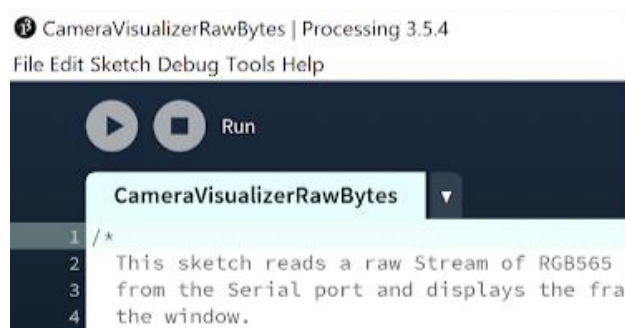 CameraVisualizerRawBytes | Processing 3.5.4
File Edit Sketch Debug Tools Help
Run
CameraVisualizerRawBytes
1 /*
2 This sketch reads a raw Stream of RGB565
3 from the Serial port and displays the fra
4 the window.